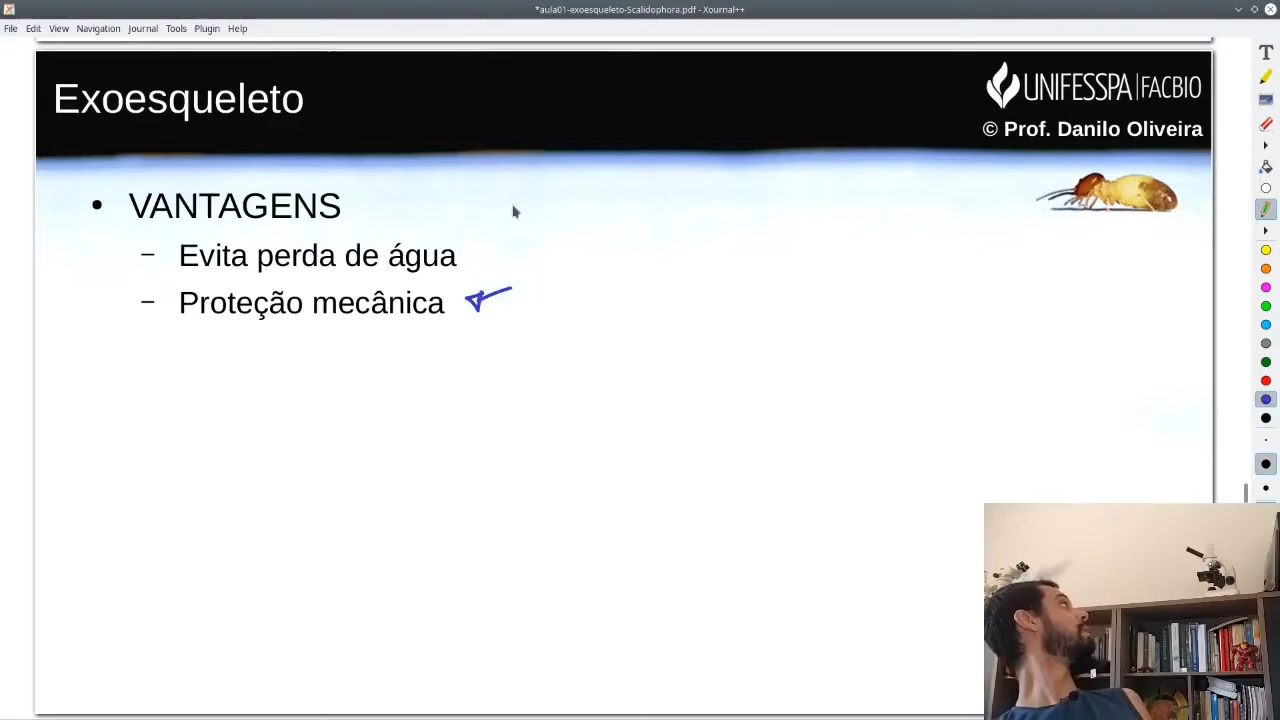 *aula01-exoesqueleto-Scalidophora.pdf - Xournal++
File Edit View Navigation Journal Tools Plugin Help
Exoesqueleto
UNIFESSPA|FACBIO
© Prof. Danilo Oliveira
• VANTAGENS
– Evita perda de água
– Proteção mecânica
T